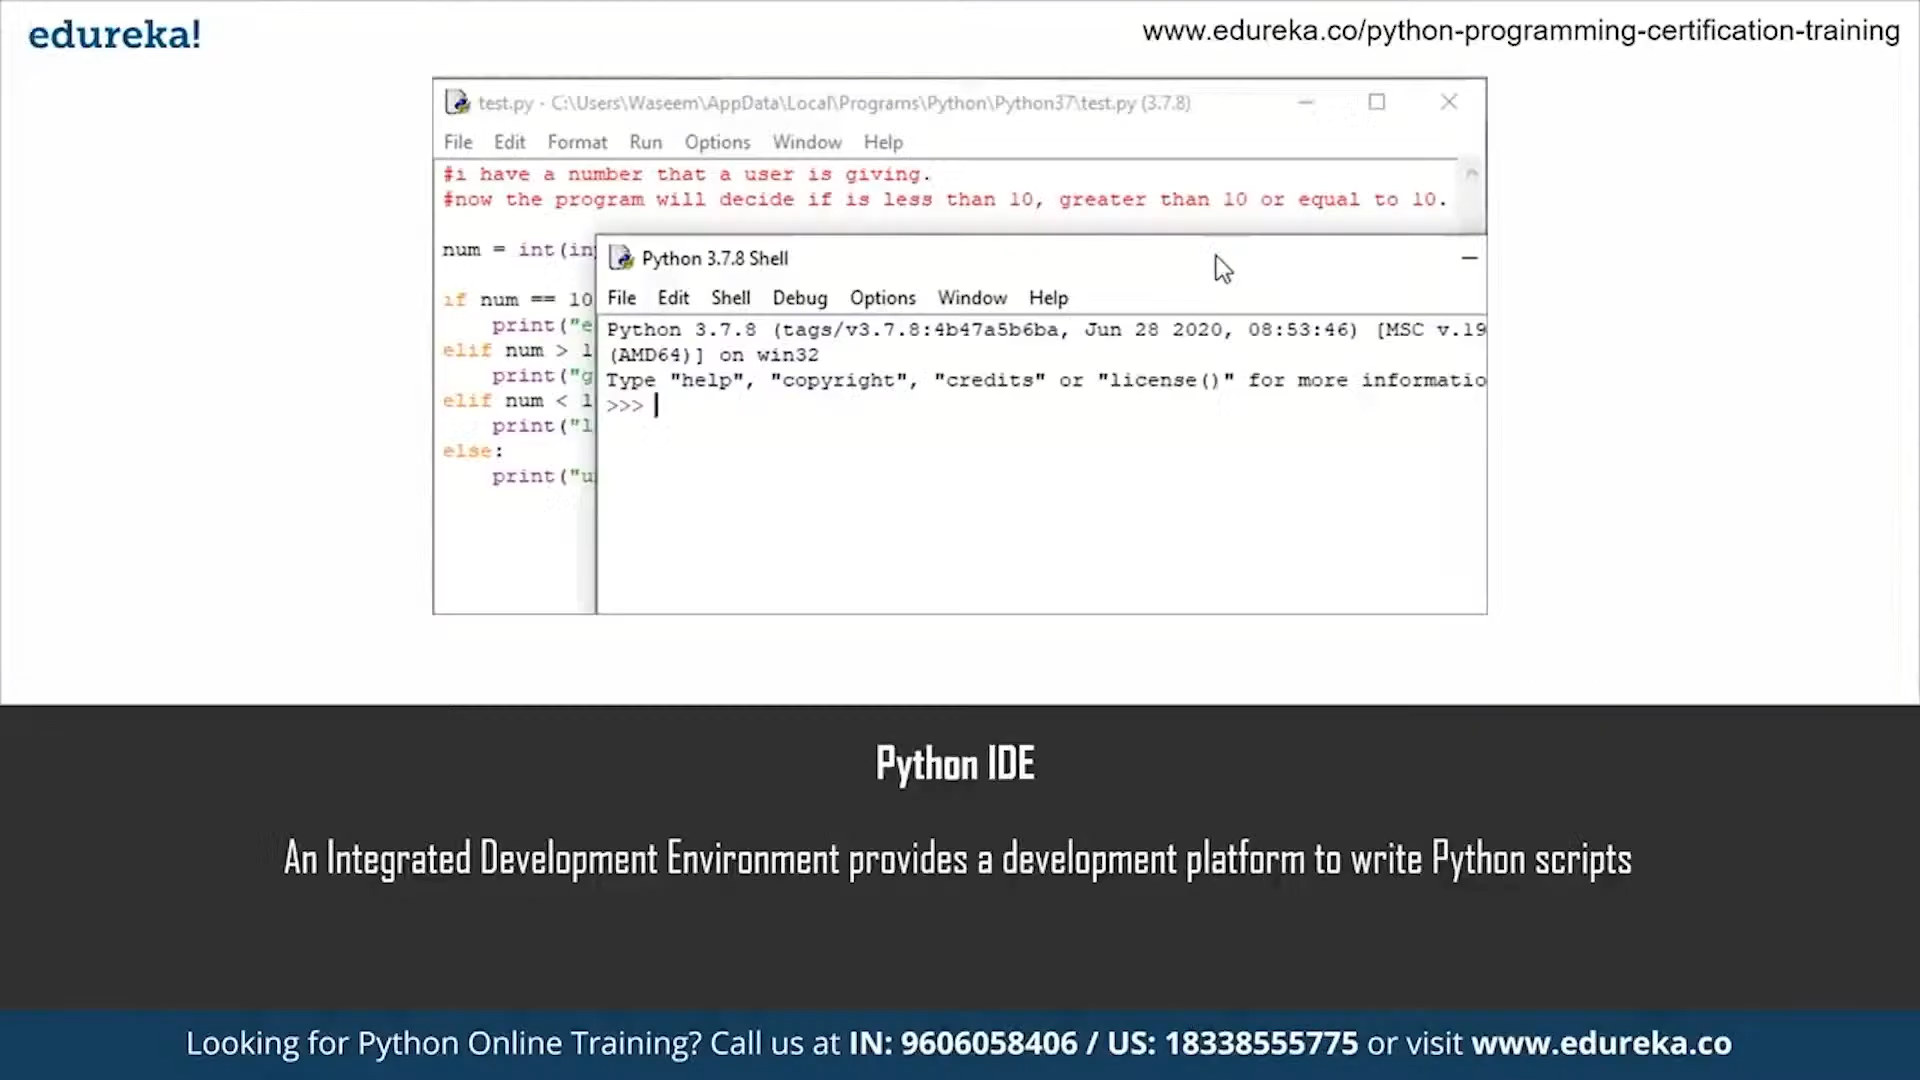 edureka!
www.edureka.co/python-programming-certification-training
test.py - C:\Users\Waseem\AppData\Local\Programs\Python\Python37\test.py (3.7.8)
File Edit Format Run Options Window Help
#i have a number that a user is giving.
#now the program will decide if is less than 10, greater than 10 or equal to 10.
num = int(in
if num == 10
print("e
elif num > 1
print("g
elif num < 1
print("l
else:
print("u
Python 3.7.8 Shell
File Edit Shell Debug Options Window Help
Python 3.7.8 (tags/v3.7.8:4b47a5b6ba, Jun 28 2020, 08:53:46) [MSC v.19
(AMD64)] on win32
Type "help", "copyright", "credits" or "license()" for more informatio
>>>
Python IDE
An Integrated Development Environment provides a development platform to write Python scripts
Looking for Python Online Training? Call us at IN: 9606058406 / US: 18338555775 or visit www.edureka.co